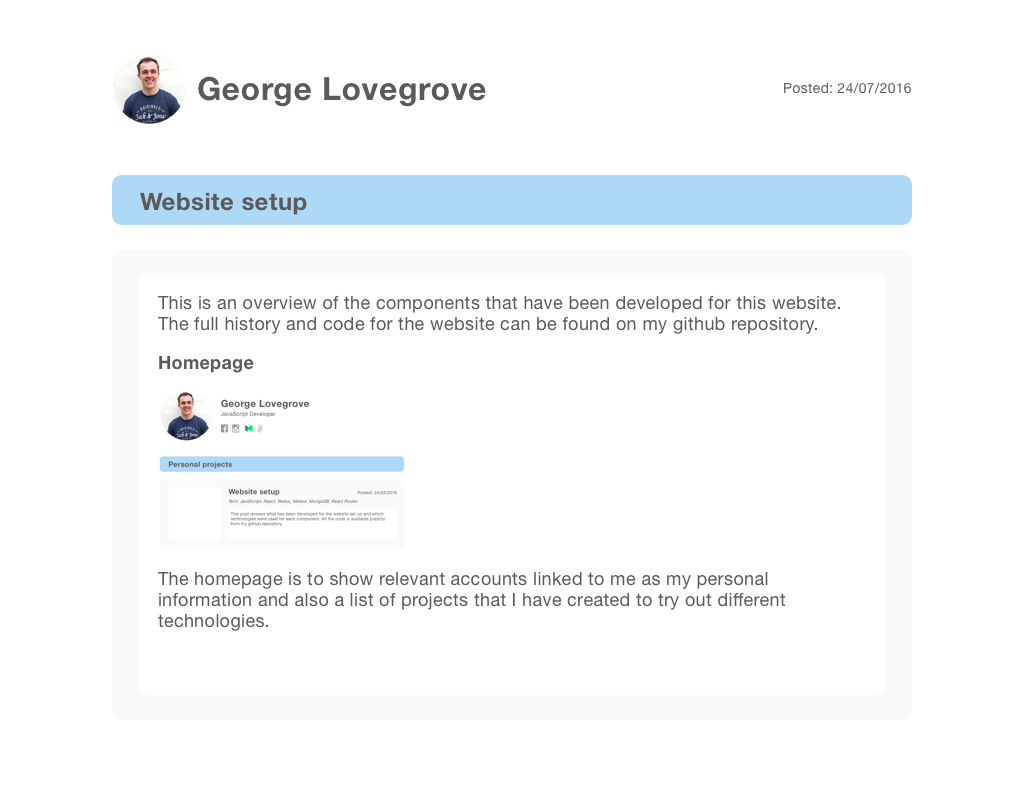 George Lovegrove
Posted: 24/07/2016
Website setup
This is an overview of the components that have been developed for this website.
The full history and code for the website can be found on my github repository.
Homepage
George Lovegrove
JavaScript Developer
Personal projects
Website setup
Posted: 24/02/2016
Tech: JavaScript, React, Redux, Meteor, MongoDB, React Router
This post reviews what has been developed for the website set up and which
technologies were used for each component. All the code is available publicly
from my github repository.
The homepage is to show relevant accounts linked to me as my personal
information and also a list of projects that I have created to try out different
technologies.